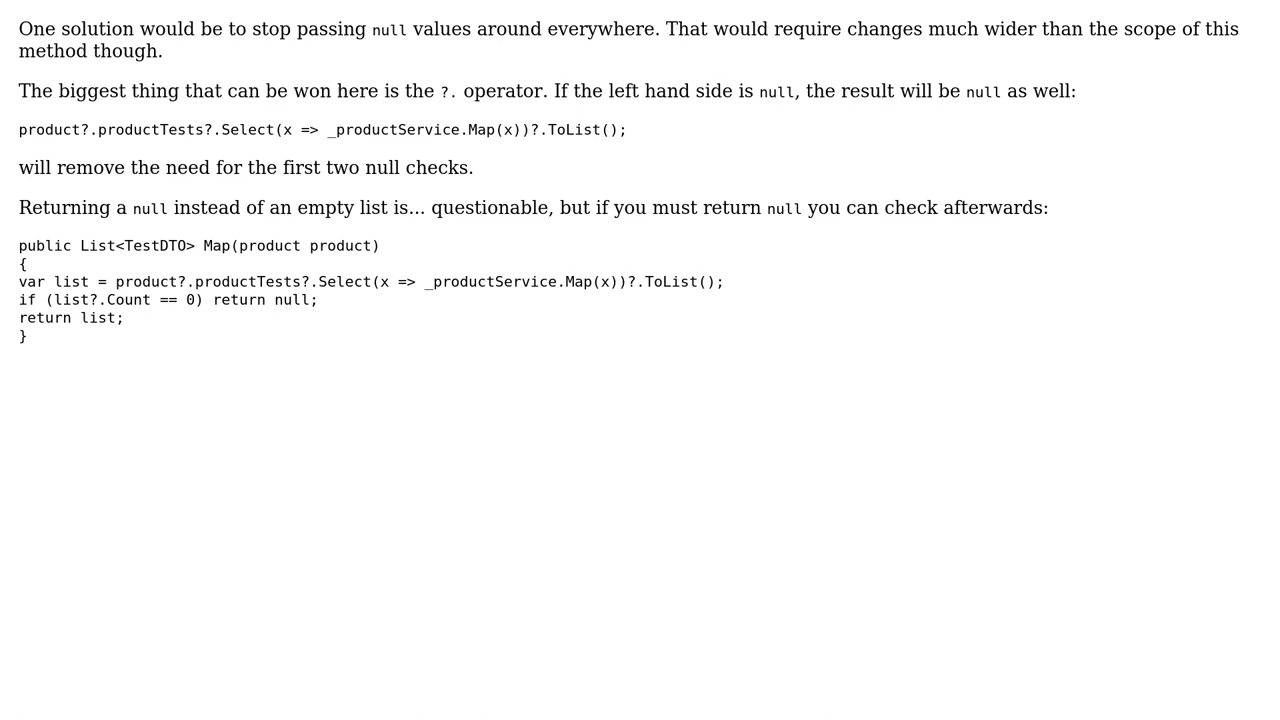 One solution would be to stop passing null values around everywhere. That would require changes much wider than the scope of this
method though.
The biggest thing that can be won here is the ?. operator. If the left hand side is null, the result will be null as well:
product?.productTests?.Select(x => _productService.Map(x))?.ToList();
will remove the need for the first two null checks.
Returning a null instead of an empty list is... questionable, but if you must return null you can check afterwards:
public List<TestDTO> Map(product product)
{
var list = product?.productTests?.Select(x => _productService.Map(x))?.ToList();
if (list?.Count == 0) return null;
return list;
}